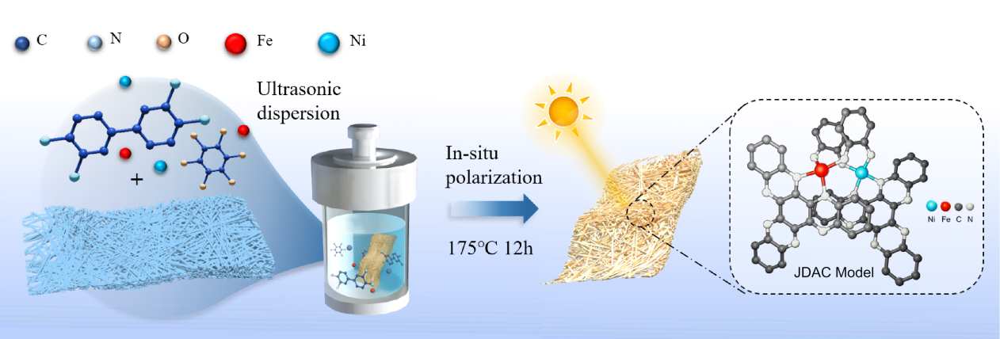 C N O Fe Ni
Ultrasonic
dispersion
+
In-situ
polarization
175℃ 12h
Ni Fe C N
JDAC Model